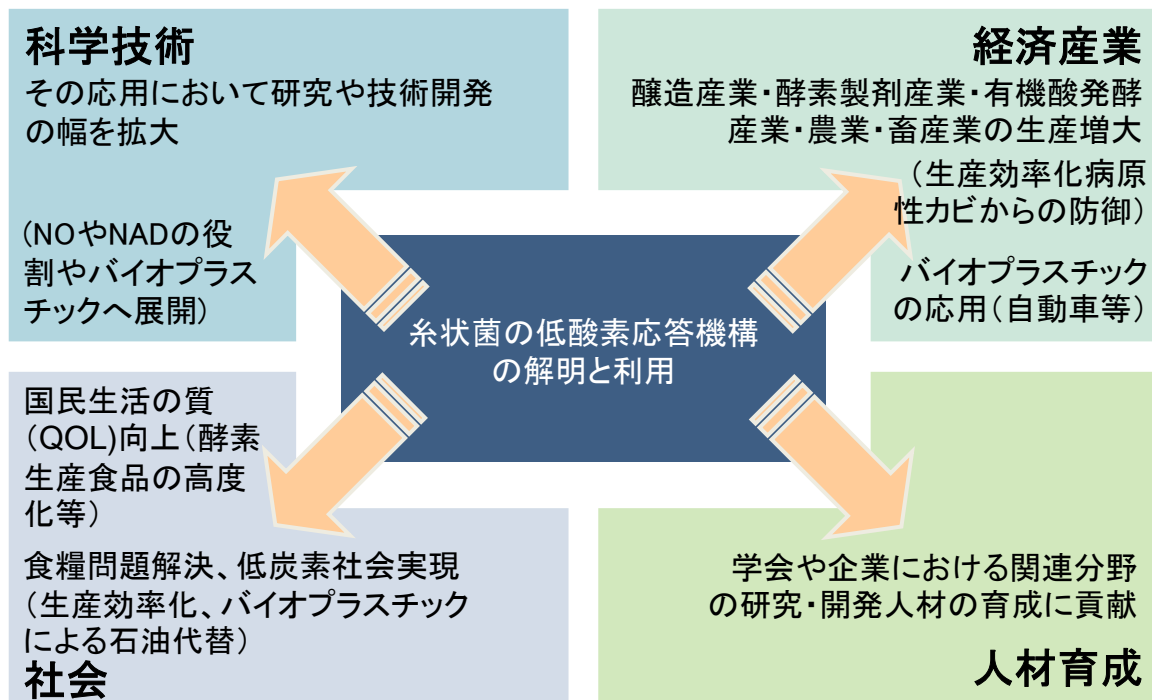 科学技術
その応用において研究や技術開発
の幅を拡大
(NOやNADの役
割やバイオプラス
チックへ展開)
経済産業
醸造産業・酵素製剤産業・有機酸発酵
産業・農業・畜産業の生産増大
(生産効率化病原
性カビからの防御)
バイオプラスチック
の応用(自動車等)
糸状菌の低酸素応答機構
の解明と利用
国民生活の質
(QOL)向上(酵素
生産食品の高度
化等)
食糧問題解決、低炭素社会実現
(生産効率化、バイオプラスチック
による石油代替)
社会
学会や企業における関連分野
の研究・開発人材の育成に貢献
人材育成